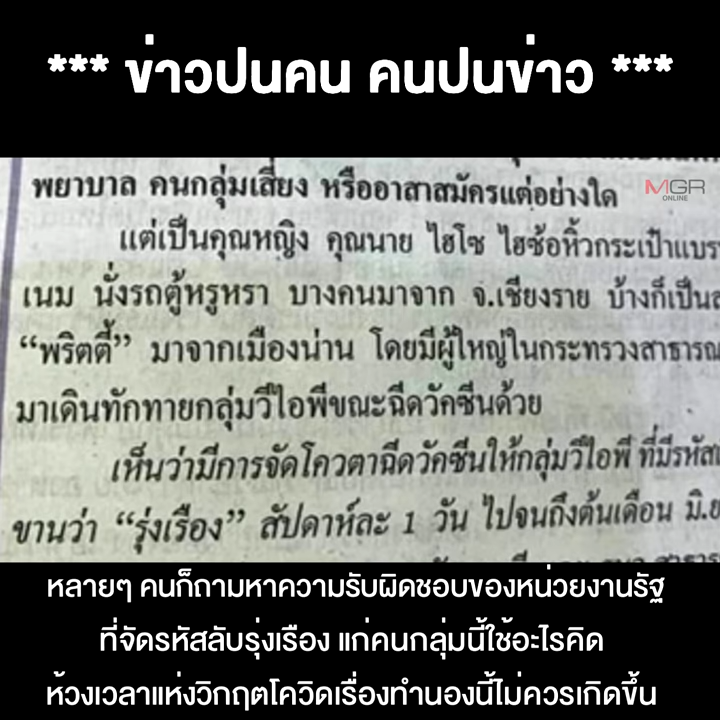 *** ข่าวปนคน คนปนข่าว ***
พยาบาล คนกลุ่มเสี่ยง หรืออาสาสมัครแต่อย่างใด
MGR
ONLINE
แต่เป็นคุณหญิง คุณนาย ไฮโซ ไฮซ้อหิ้วกระเป๋าแบร
เนม นั่งรถตู้หรูหรา บางคนมาจาก จ.เชียงราย บ้างก็เป็น
“พริตตี้” มาจากเมืองน่าน โดยมีผู้ใหญ่ในกระทรวงสาธารณ
มาเดินทักทายกลุ่มวีไอพีขณะฉีดวัคซีนด้วย
เห็นว่ามีการจัดโควตาฉีดวัคซีนให้กลุ่มวีไอพี ที่มีรหัส
ขานว่า “รุ่งเรือง” สัปดาห์ละ 1 วัน ไปจนถึงต้นเดือน มิ.ย
หลายๆ คนก็ถามหาความรับผิดชอบของหน่วยงานรัฐ
ที่จัดรหัสลับรุ่งเรือง แก่คนกลุ่มนี้ใช้อะไรคิด
ห้วงเวลาแห่งวิกฤตโควิดเรื่องทำนองนี้ไม่ควรเกิดขึ้น